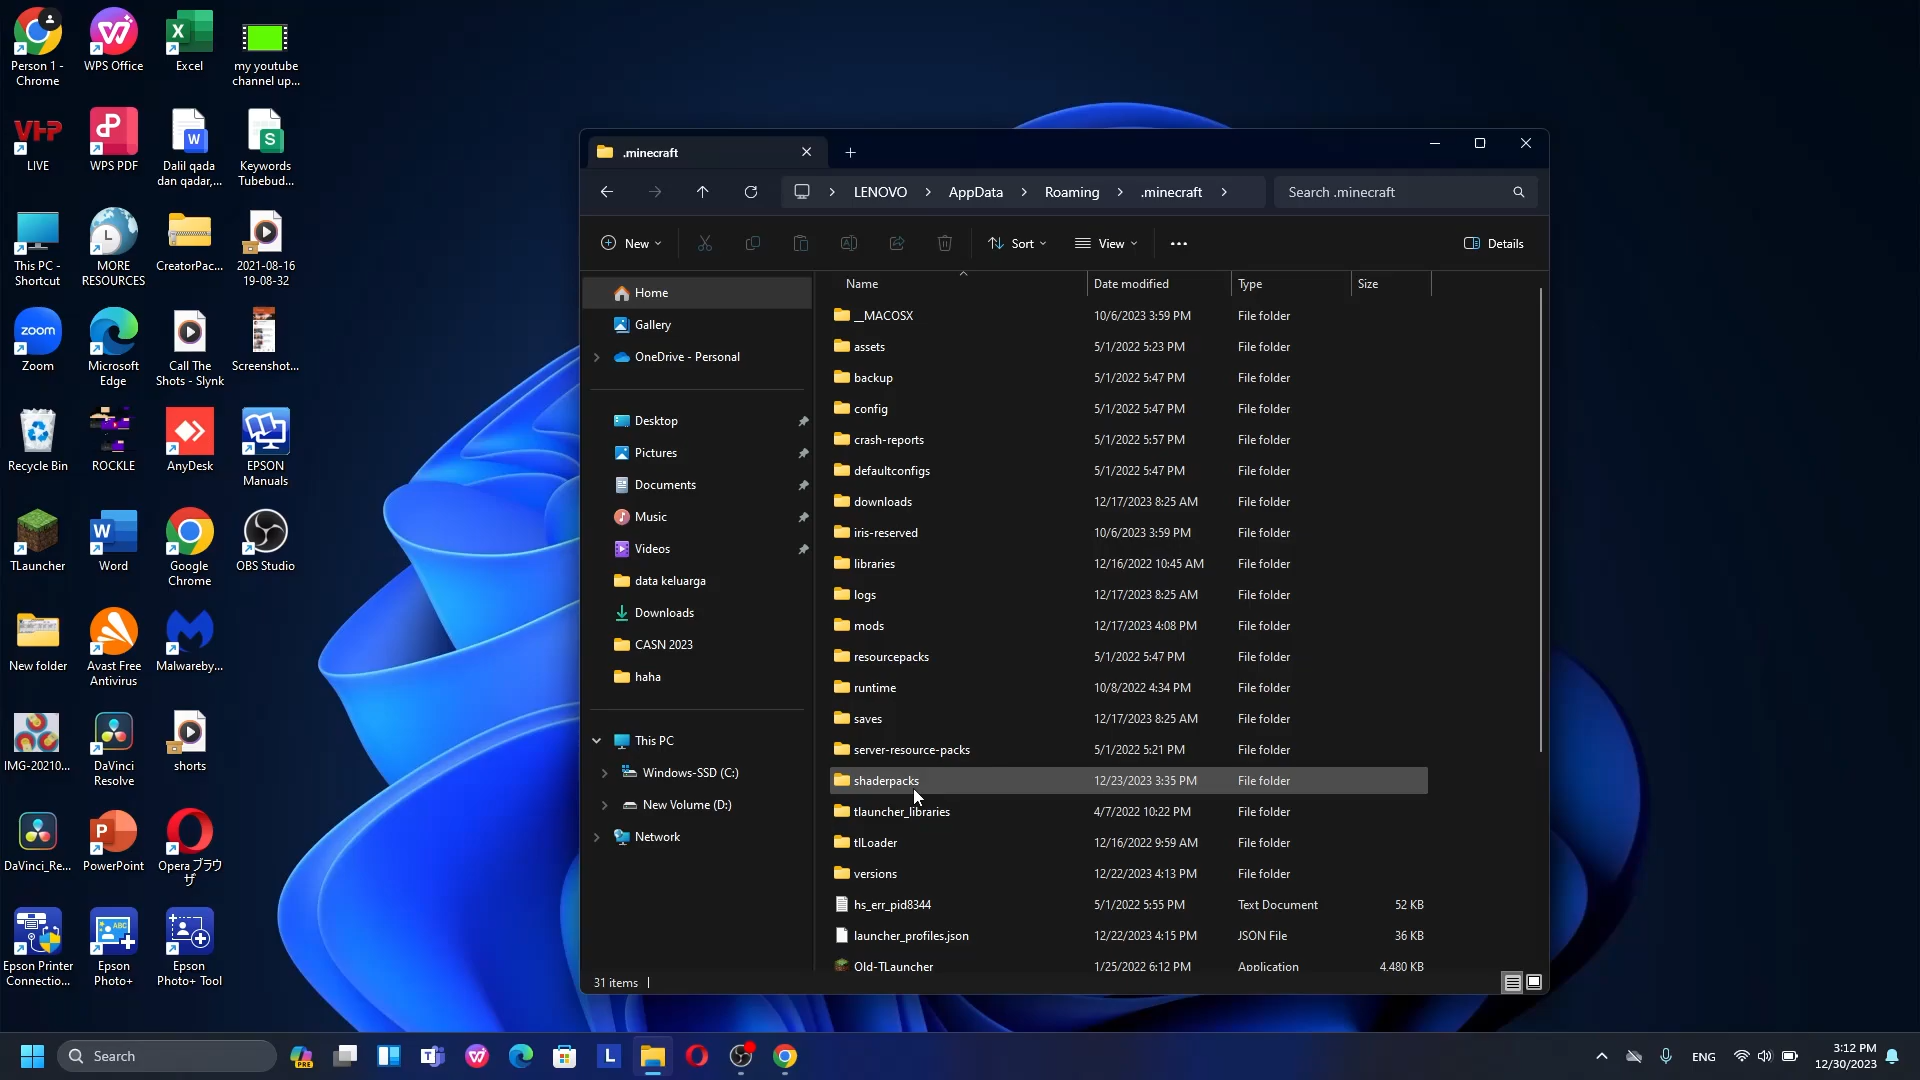 Person 1 -
Chrome
WPS Office
Excel
my youtube
channel up...
LIVE
WPS PDF
Dalil qada
dan qadar,...
Keywords
Tubebud...
This PC -
Shortcut
MORE
RESOURCES
CreatorPac...
2021-08-16
19-08-32
zoom
Zoom
Microsoft
Edge
Call The
Shots - Slynk
Screenshot...
Recycle Bin
ROCKLE
AnyDesk
EPSON
Manuals
TLauncher
Word
Google
Chrome
OBS Studio
New folder
Avast Free
Antivirus
Malwareby...
IMG-20210...
DaVinci
Resolve
shorts
DaVinci_Re...
PowerPoint
Opera ブラウ
ザ
Epson Printer
Connectio...
Epson
Photo+
Epson
Photo+ Tool
.minecraft
LENOVO > AppData > Roaming > .minecraft >
Search .minecraft
New
Sort
View
Details
Home
Gallery
OneDrive - Personal
Desktop
Pictures
Documents
Music
Videos
data keluarga
Downloads
CASN 2023
haha
This PC
Windows-SSD (C:)
New Volume (D:)
Network
Name Date modified Type Size
__MACOSX 10/6/2023 3:59 PM File folder
assets 5/1/2022 5:23 PM File folder
backup 5/1/2022 5:47 PM File folder
config 5/1/2022 5:47 PM File folder
crash-reports 5/1/2022 5:57 PM File folder
defaultconfigs 5/1/2022 5:47 PM File folder
downloads 12/17/2023 8:25 AM File folder
iris-reserved 10/6/2023 3:59 PM File folder
libraries 12/16/2022 10:45 AM File folder
logs 12/17/2023 8:25 AM File folder
mods 12/17/2023 4:08 PM File folder
resourcepacks 5/1/2022 5:47 PM File folder
runtime 10/8/2022 4:34 PM File folder
saves 12/17/2023 8:25 AM File folder
server-resource-packs 5/1/2022 5:21 PM File folder
shaderpacks 12/23/2023 3:35 PM File folder
tlauncher_libraries 4/7/2022 10:22 PM File folder
tlLoader 12/16/2022 9:59 AM File folder
versions 12/22/2023 4:13 PM File folder
hs_err_pid8344 5/1/2022 5:55 PM Text Document 52 KB
launcher_profiles.json 12/22/2023 4:15 PM JSON File 36 KB
Old-TLauncher 1/25/2022 6:12 PM Application 4,480 KB
31 items
Search
ENG
3:12 PM
12/30/2023